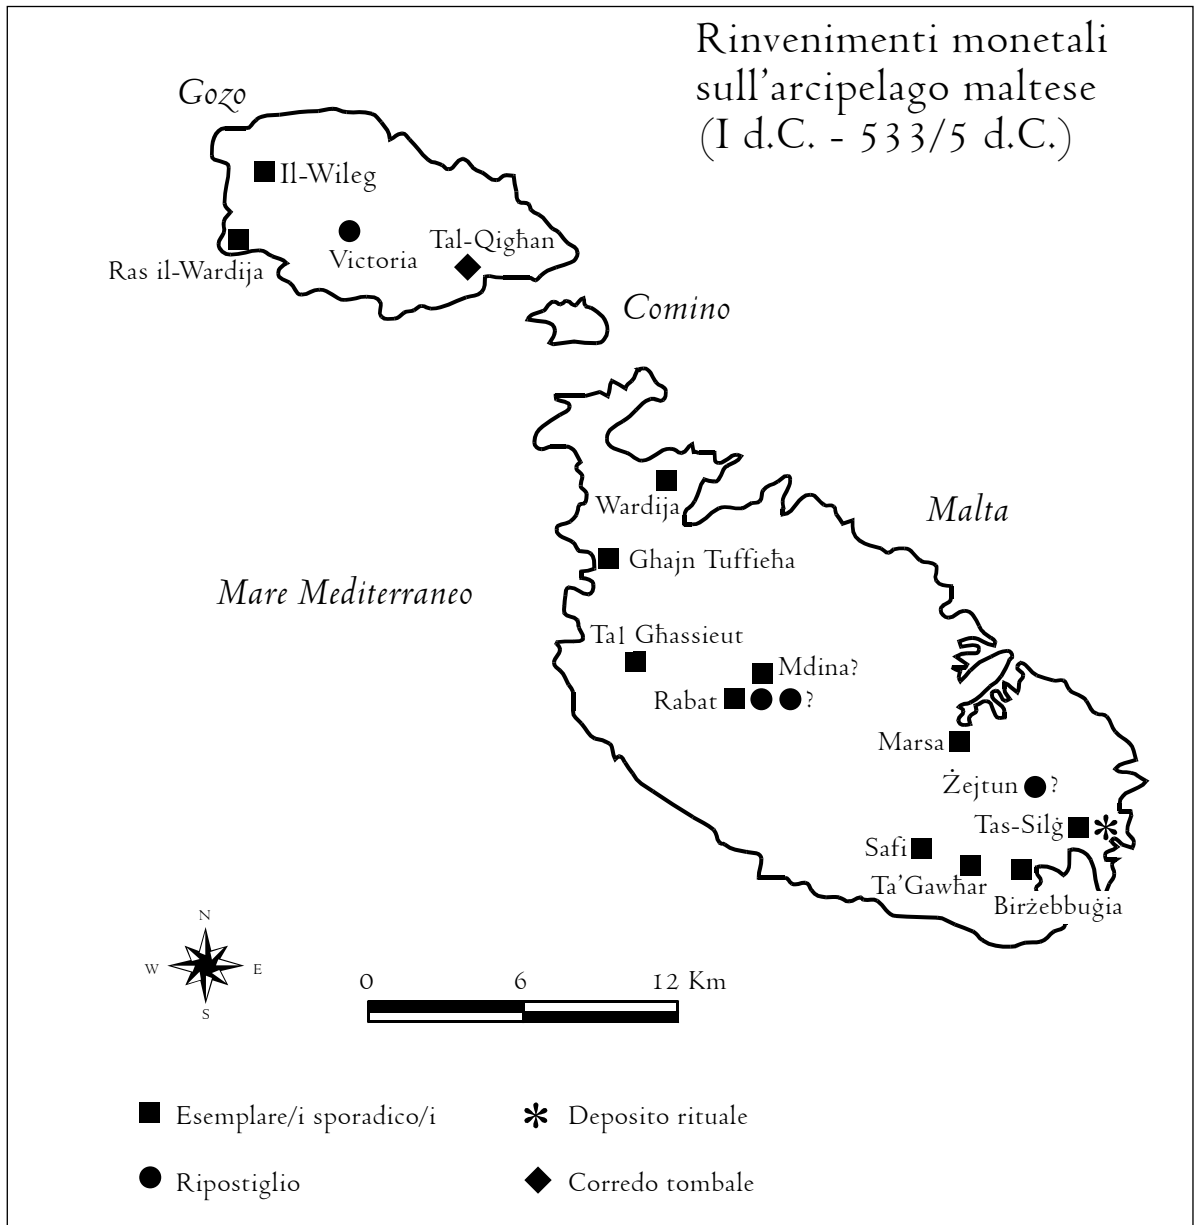 Rinvenimenti monetali
sull'arcipelago maltese
(I d.C. - 533/5 d.C.)
Gozo
Il-Wileg
Tal-Qigħan
Victoria
Ras il-Wardija
Comino
Wardija
Malta
Ghajn Tuffieħa
Mare Mediterraneo
Tal Għassieut
Mdina?
Rabat ?
Marsa
Żejtun ?
Tas-Silġ
Safi
Ta'Gawħar
Birżebbuġia
N
W E
S
0 6 12 Km
Esemplare/i sporadico/i
Deposito rituale
Ripostiglio
Corredo tombale